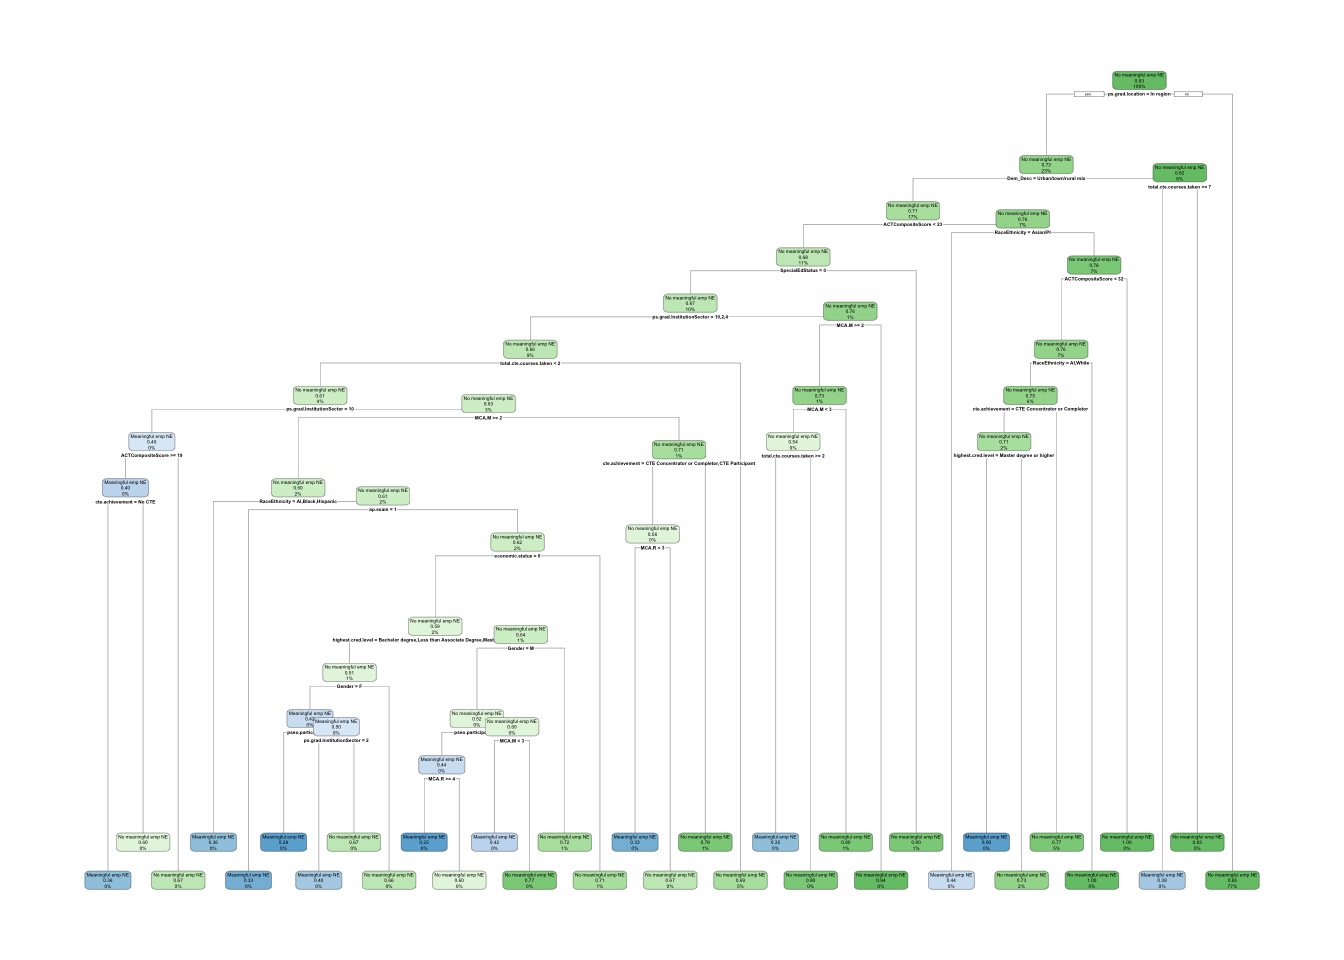 No meaningful emp NE
0.83
100%
yes
ps.grad.location = In region
no
No meaningful emp NE
0.73
23%
Dem_Desc = Urban/town/rural mix
No meaningful emp NE
0.82
6%
total.cte.courses.taken >= 7
No meaningful emp NE
0.71
17%
ACTCompositeScore < 23
No meaningful emp NE
0.76
7%
RaceEthnicity = Asian/PI
No meaningful emp NE
0.68
11%
SpecialEdStatus = 0
No meaningful emp NE
0.76
7%
ACTCompositeScore < 32
No meaningful emp NE
0.67
10%
ps.grad.InstitutionSector = 10,2,4
No meaningful emp NE
0.76
1%
MCA.M >= 2
No meaningful emp NE
0.66
9%
total.cte.courses.taken < 2
No meaningful emp NE
0.76
7%
RaceEthnicity = AI,White
No meaningful emp NE
0.61
4%
ps.grad.InstitutionSector = 10
No meaningful emp NE
0.63
3%
MCA.M >= 2
No meaningful emp NE
0.73
1%
MCA.M < 3
No meaningful emp NE
0.75
6%
cte.achievement = CTE Concentrator or Completor
Meaningful emp NE
0.46
0%
ACTCompositeScore >= 19
No meaningful emp NE
0.71
1%
cte.achievement = CTE Concentrator or Completor,CTE Participant
No meaningful emp NE
0.54
0%
total.cte.courses.taken >= 2
No meaningful emp NE
0.71
2%
highest.cred.level = Master degree or higher
Meaningful emp NE
0.40
0%
cte.achievement = No CTE
No meaningful emp NE
0.60
2%
RaceEthnicity = AI,Black,Hispanic
No meaningful emp NE
0.61
2%
ap.exam = 1
No meaningful emp NE
0.62
2%
economic.status = 0
No meaningful emp NE
0.56
0%
MCA.R < 3
No meaningful emp NE
0.59
2%
highest.cred.level = Bachelor degree,Less than Associate Degree,Mast
No meaningful emp NE
0.64
1%
Gender = M
No meaningful emp NE
0.51
1%
Gender = F
Meaningful emp NE
0%
pseo.partici
Meaningful emp NE
0.50
0%
ps.grad.InstitutionSector = 2
No meaningful emp NE
0.52
0%
pseo.particip
No meaningful emp NE
0.60
0%
MCA.M < 3
Meaningful emp NE
0.44
0%
MCA.R >= 4
No meaningful emp NE
0.60
0%
Meaningful emp NE
0.36
0%
Meaningful emp NE
0.28
0%
No meaningful emp NE
0.67
0%
Meaningful emp NE
0.25
0%
Meaningful emp NE
0.42
0%
No meaningful emp NE
0.72
1%
Meaningful emp NE
0.33
0%
No meaningful emp NE
0.78
1%
Meaningful emp NE
0.35
0%
No meaningful emp NE
0.80
1%
No meaningful emp NE
0.80
1%
Meaningful emp NE
0.00
0%
No meaningful emp NE
0.77
5%
No meaningful emp NE
1.00
0%
No meaningful emp NE
0.83
5%
Meaningful emp NE
0.36
0%
No meaningful emp NE
0.67
0%
Meaningful emp NE
0.33
0%
Meaningful emp NE
0.40
0%
No meaningful emp NE
0.66
0%
No meaningful emp NE
0.60
0%
No meaningful emp NE
0.77
0%
No meaningful emp NE
0.71
1%
No meaningful emp NE
0.67
0%
No meaningful emp NE
0.69
5%
No meaningful emp NE
0.80
0%
No meaningful emp NE
0.94
0%
Meaningful emp NE
0.44
0%
No meaningful emp NE
0.73
2%
No meaningful emp NE
1.00
0%
Meaningful emp NE
0.39
0%
No meaningful emp NE
0.85
77%